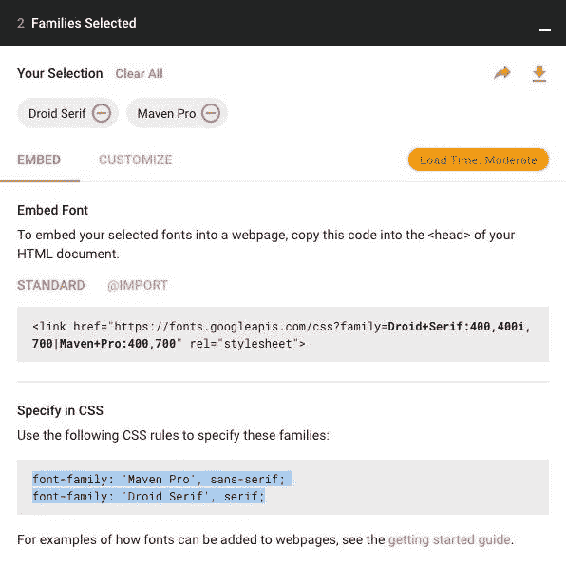 2 Families Selected
Your Selection Clear All
Droid Serif Maven Pro
EMBED CUSTOMIZE Load Time: Moderate
Embed Font
To embed your selected fonts into a webpage, copy this code into the <head> of your
HTML document.
STANDARD @IMPORT
<link href="https://fonts.googleapis.com/css?family=Droid+Serif:400,400i,
700|Maven+Pro:400,700" rel="stylesheet">
Specify in CSS
Use the following CSS rules to specify these families:
font-family: 'Maven Pro', sans-serif;
font-family: 'Droid Serif', serif;
For examples of how fonts can be added to webpages, see the getting started guide.